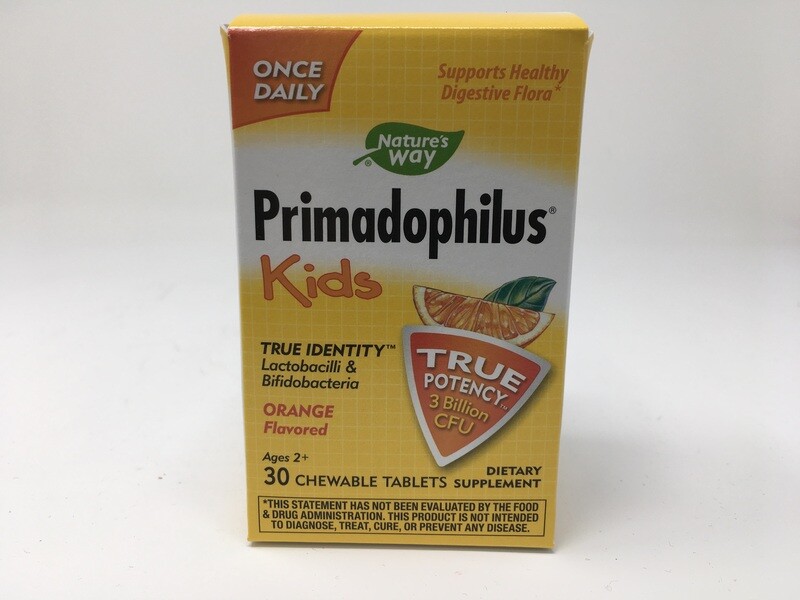 ONCE
DAILY
Supports Healthy
Digestive Flora*
Nature's
Way®
Primadophilus®
Kids
TRUE IDENTITY™
Lactobacilli &
Bifidobacteria
TRUE
POTENCY™
3 Billion
CFU
ORANGE
Flavored
Ages 2+
30 CHEWABLE TABLETS
DIETARY
SUPPLEMENT
*THIS STATEMENT HAS NOT BEEN EVALUATED BY THE FOOD
& DRUG ADMINISTRATION. THIS PRODUCT IS NOT INTENDED
TO DIAGNOSE, TREAT, CURE, OR PREVENT ANY DISEASE.